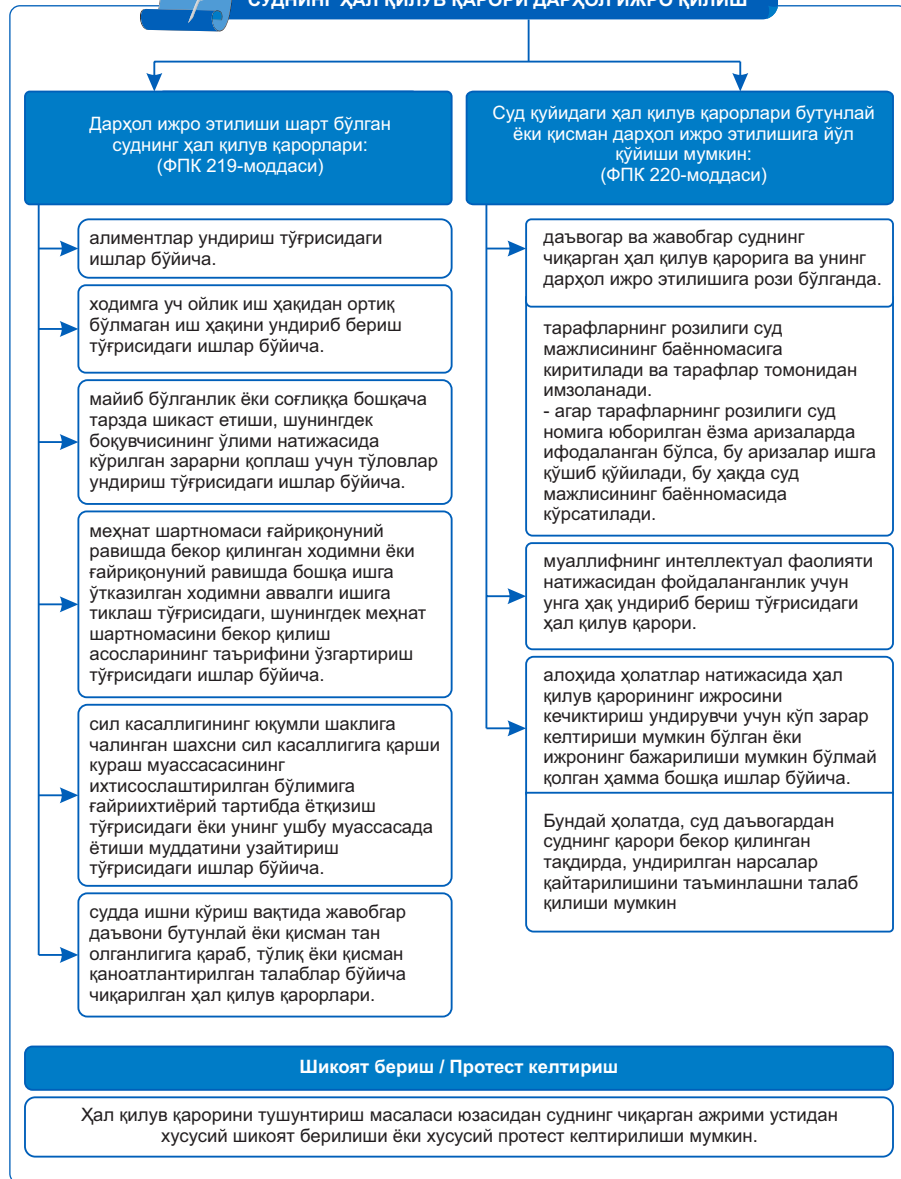 СУДНИНГ ҲАЛ ҚИЛУВ ҚАРОРИ ДАРҲОЛ ИЖРО ҚИЛИШ
Дарҳол ижро этилиши шарт бўлган
суднинг ҳал қилув қарорлари:
(ФПК 219-моддаси)
алиментлар ундириш тўғрисидаги
ишлар бўйича.
ходимга уч ойлик иш ҳақидан ортиқ
бўлмаган иш ҳақини ундириб бериш
тўғрисидаги ишлар бўйича.
майиб бўлганлик ёки соғлиққа бошқача
тарзда шикаст етиши, шунингдек
боқувчисининг ўлими натижасида
кўрилган зарарни қоплаш учун тўловлар
ундириш тўғрисидаги ишлар бўйича.
меҳнат шартномаси ғайриқонуний
равишда бекор қилинган ходимни ёки
ғайриқонуний равишда бошқа ишга
ўтказилган ходимни аввалги ишига
тиклаш тўғрисидаги, шунингдек меҳнат
шартномасини бекор қилиш
асосларининг таърифини ўзгартириш
тўғрисидаги ишлар бўйича.
сил касаллигининг юқумли шаклига
чалинган шахсни сил касаллигига қарши
кураш муассасасининг
ихтисослаштирилган бўлимига
ғайриихтиёрий тартибда ётқизиш
тўғрисидаги ёки унинг ушбу муассасада
ётиши муддатини узайтириш
тўғрисидаги ишлар бўйича.
судда ишни кўриш вақтида жавобгар
даъвони бутунлай ёки қисман тан
олганлигига қараб, тўлиқ ёки қисман
қаноатлантирилган талаблар бўйича
чиқарилган ҳал қилув қарорлари.
Суд қуйидаги ҳал қилув қарорлари бутунлай
ёки қисман дарҳол ижро этилишига йўл
қўйиши мумкин:
(ФПК 220-моддаси)
даъвогар ва жавобгар суднинг
чиқарган ҳал қилув қарорига ва унинг
дарҳол ижро этилишига рози бўлганда.
тарафларнинг розилиги суд
мажлисининг баённомасига
киритилади ва тарафлар томонидан
имзоланади.
- агар тарафларнинг розилиги суд
номига юборилган ёзма аризаларда
ифодаланган бўлса, бу аризалар ишга
қўшиб қўйилади, бу ҳақда суд
мажлисининг баённомасида
кўрсатилади.
муаллифнинг интеллектуал фаолияти
натижасидан фойдаланганлик учун
унга ҳақ ундириб бериш тўғрисидаги
ҳал қилув қарори.
алоҳида ҳолатлар натижасида ҳал
қилув қарорининг ижросини
кечиктириш ундирувчи учун кўп зарар
келтириши мумкин бўлган ёки
ижронинг бажарилиши мумкин бўлмай
қолган ҳамма бошқа ишлар бўйича.
Бундай ҳолатда, суд даъвогардан
суднинг қарори бекор қилинган
тақдирда, ундирилган нарсалар
қайтарилишини таъминлашни талаб
қилиши мумкин
Шикоят бериш / Протест келтириш
Ҳал қилув қарорини тушунтириш масаласи юзасидан суднинг чиқарган ажрими устидан
хусусий шикоят берилиши ёки хусусий протест келтирилиши мумкин.